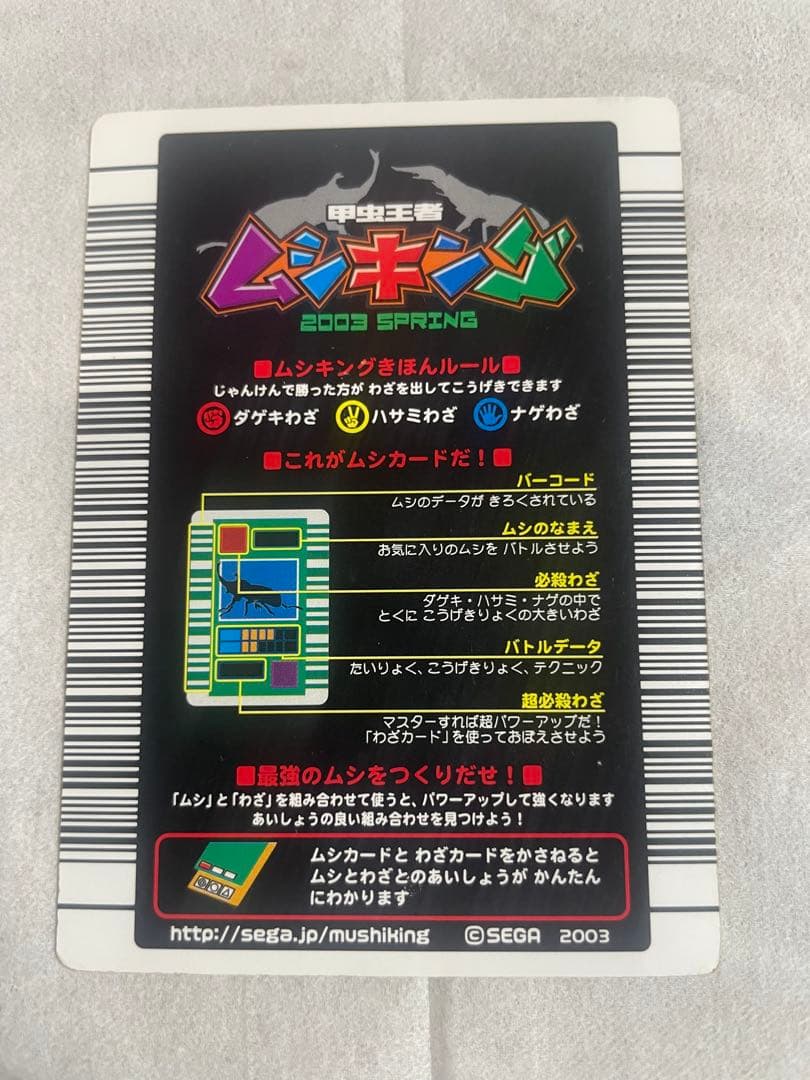 甲虫王者
ムシキング
2003 SPRING
■ムシキングきほんルール■
じゃんけんで勝った方が わざを出してこうげきできます
ダゲキわざ ハサミわざ ナゲわざ
■これがムシカードだ！■
バーコード
ムシのデータが きろくされている
ムシのなまえ
お気に入りのムシを バトルさせよう
必殺わざ
ダゲキ・ハサミ・ナゲの中で
とくに こうげきりょくの大きいわざ
バトルデータ
たいりょく、こうげきりょく、テクニック
超必殺わざ
マスターすれば超パワーアップだ！
「わざカード」を使っておぼえさせよう
■最強のムシをつくりだせ！■
「ムシ」と「わざ」を組み合わせて使うと、パワーアップして強くなります
あいしょうの良い組み合わせを見つけよう！
ムシカードと わざカードをかさねると
ムシとわざとのあいしょうが かんたん
にわかります
http://sega.jp/mushiking ©SEGA 2003